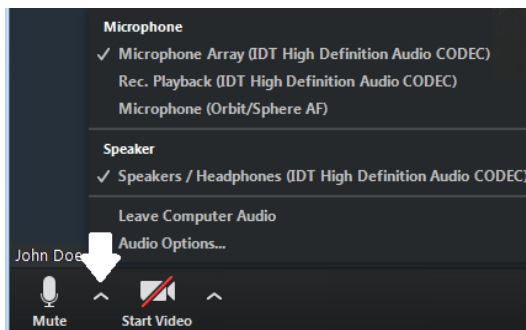 Microphone
✓ Microphone Array (IDT High Definition Audio CODEC)
Rec. Playback (IDT High Definition Audio CODEC)
Microphone (Orbit/Sphere AF)
Speaker
✓ Speakers / Headphones (IDT High Definition Audio CODEC)
Leave Computer Audio
Audio Options...
John Doe
Mute
Start Video